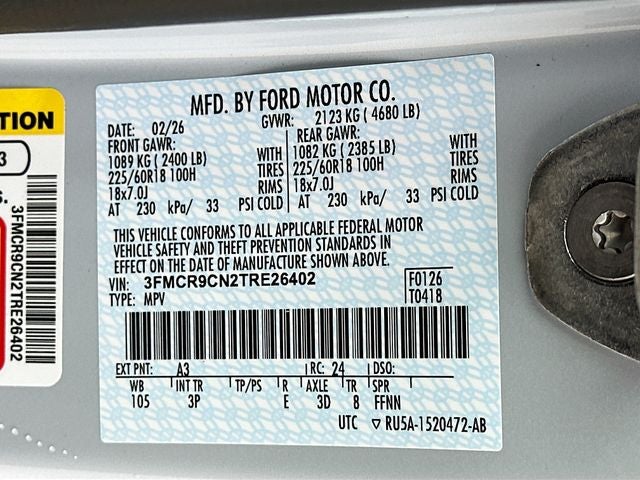 TION
3
S.
3FMCR9CN2TRE26402
MFD. BY FORD MOTOR CO.
DATE: 02/26 GVWR: 2123 KG ( 4680 LB)
FRONT GAWR: REAR GAWR:
1089 KG ( 2400 LB) WITH 1082 KG ( 2385 LB) WITH
225/60R18 100H TIRES 225/60R18 100H TIRES
18x7.0J RIMS 18x7.0J RIMS
AT 230 kPa/ 33 PSI COLD AT 230 kPa/ 33 PSI COLD
THIS VEHICLE CONFORMS TO ALL APPLICABLE FEDERAL MOTOR
VEHICLE SAFETY AND THEFT PREVENTION STANDARDS IN
EFFECT ON THE DATE OF MANUFACTURE SHOWN ABOVE.
VIN: 3FMCR9CN2TRE26402 F0126
TYPE: MPV T0418
EXT PNT: A3 RC: 24 DSO:
WB INT TR TP/PS R AXLE TR SPR
105 3P E 3D 8 FFNN
UTC ▽ RU5A-1520472-AB